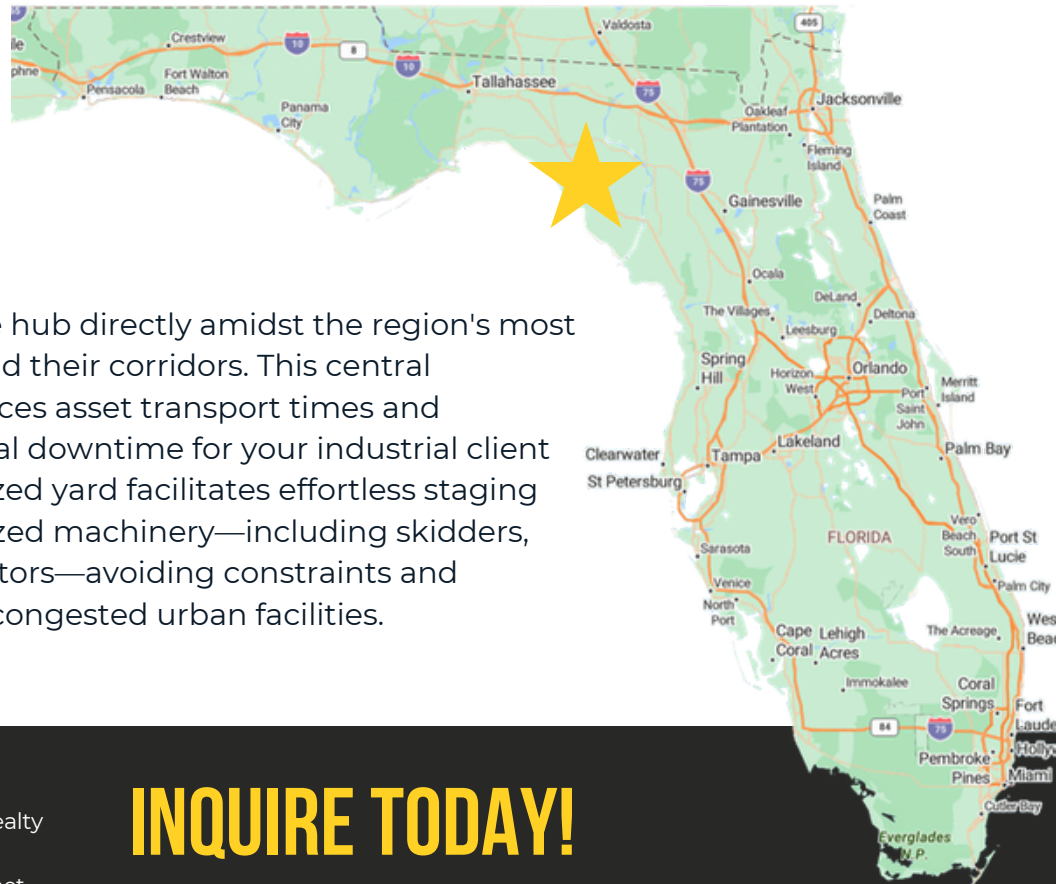 Valdosta
405
Crestview
10
8
10
Tallahassee
75
Pensacola
Fort Walton
Beach
Panama
City
Jacksonville
Oakleaf
Plantation
Fleming
Island
75
Gainesville
Palm
Coast
Ocala
DeLand
The Villages
Deltona
Leesburg
Spring
Hill
Horizon
West
Orlando
Merritt
Island
Port
Saint
John
Clearwater
Tampa
Lakeland
Palm Bay
St Petersburg
Vero
Beach
South
FLORIDA
Port St
Lucie
Sarasota
Venice
Palm City
North
Port
Cape
Coral
Lehigh
Acres
The Acreage
Wes
Beac
Immokalee
Coral
Springs
Fort
Laude
84
75
Pembroke
Pines
Hollyw
Miami
Cutler Bay
Everglades
N.P.
hub directly amidst the region's most
d their corridors. This central
ces asset transport times and
al downtime for your industrial client
zed yard facilitates effortless staging
zed machinery—including skidders,
tors—avoiding constraints and
congested urban facilities.
ealty
INQUIRE TODAY!